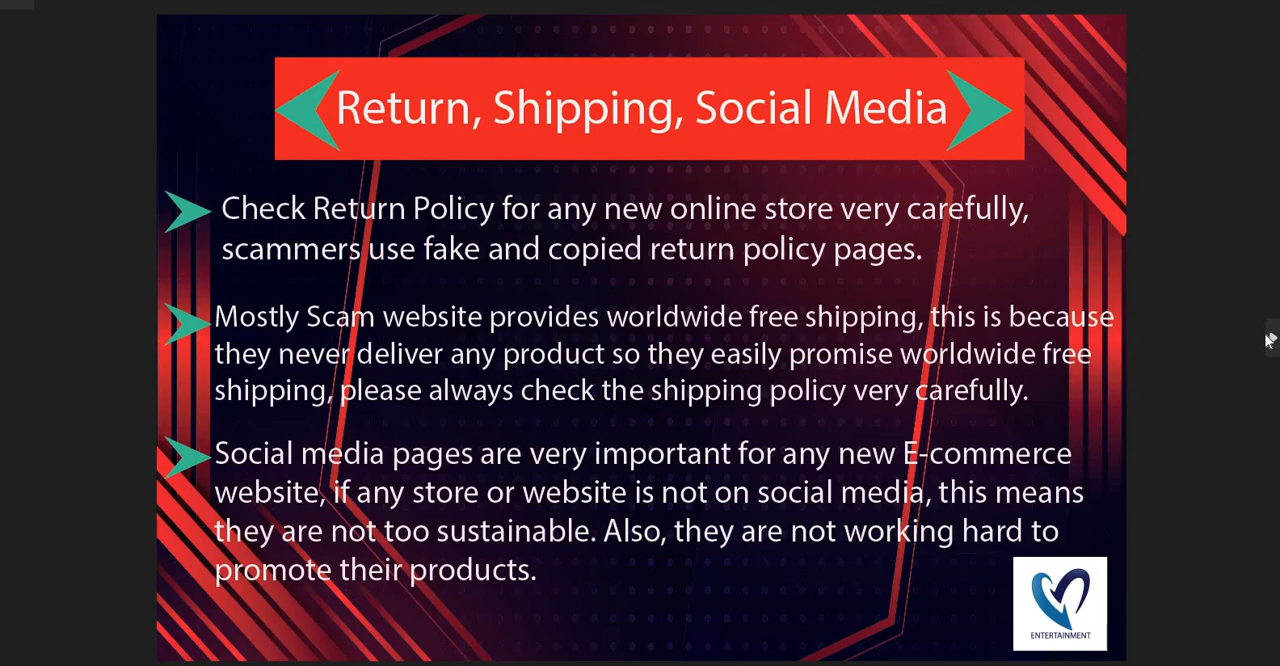 Return, Shipping, Social Media
Check Return Policy for any new online store very carefully,
scammers use fake and copied return policy pages.
Mostly Scam website provides worldwide free shipping, this is because
they never deliver any product so they easily promise worldwide free
shipping, please always check the shipping policy very carefully.
Social media pages are very important for any new E-commerce
website, if any store or website is not on social media, this means
they are not too sustainable. Also, they are not working hard to
promote their products.
ENTERTAINMENT